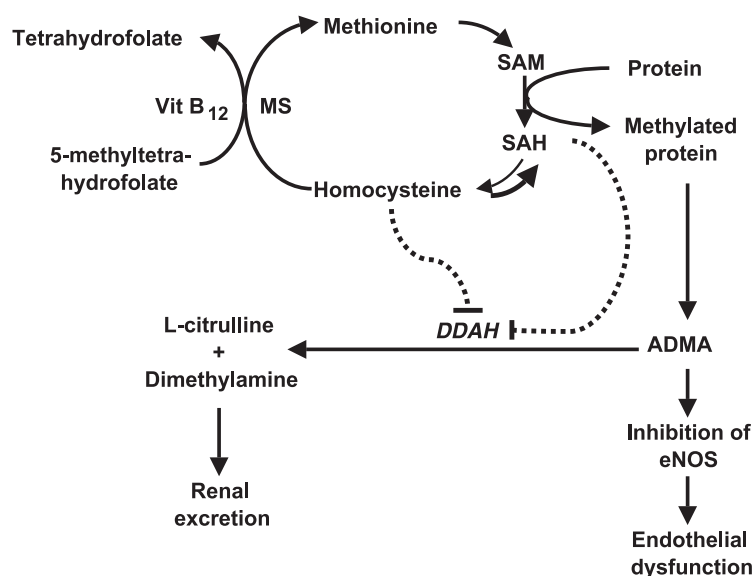 Tetrahydrofolate
Methionine
SAM
Protein
Vit B12
MS
SAH
Methylated
protein
5-methyltetra-
hydrofolate
Homocysteine
L-citrulline
+
Dimethylamine
DDAH
ADMA
Inhibition of
eNOS
Renal
excretion
Endothelial
dysfunction